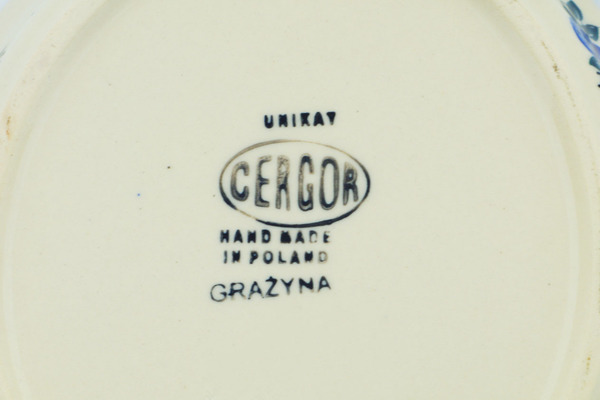 UNIKAT
CERGOR
HAND MADE
IN POLAND
GRAŻYNA